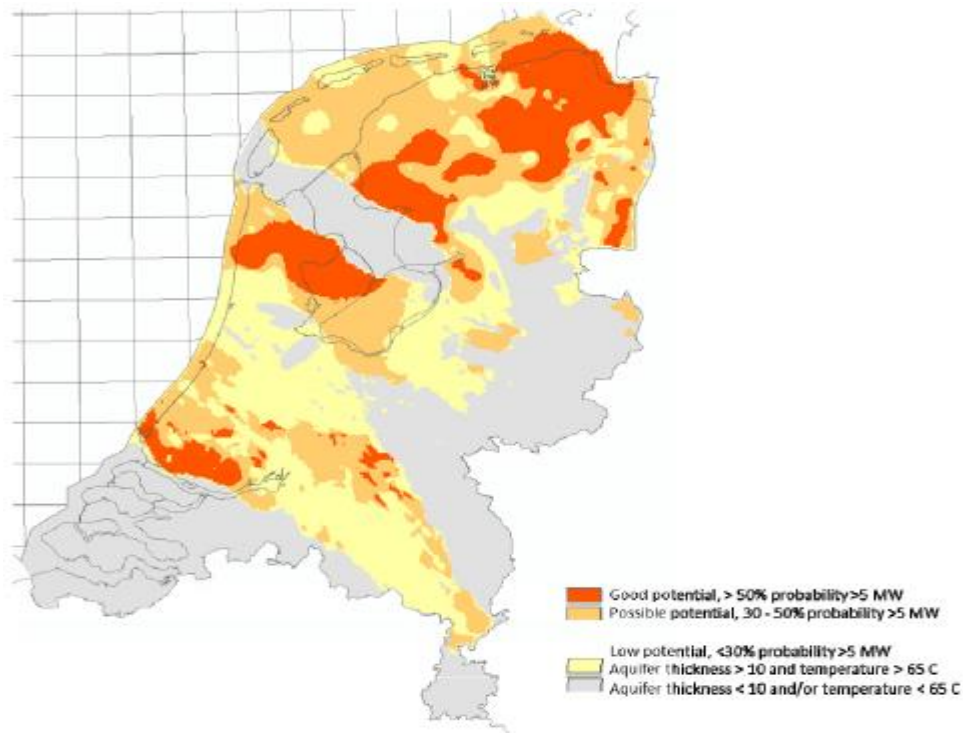 Good potential, > 50% probability>5 MW
Possible potential, 30 - 50% probability >5 MW
Low potential, <30% probability>5 MW
Aquifer thickness > 10 and temperature > 65 C
Aquifer thickness < 10 and/or temperature < 65 C